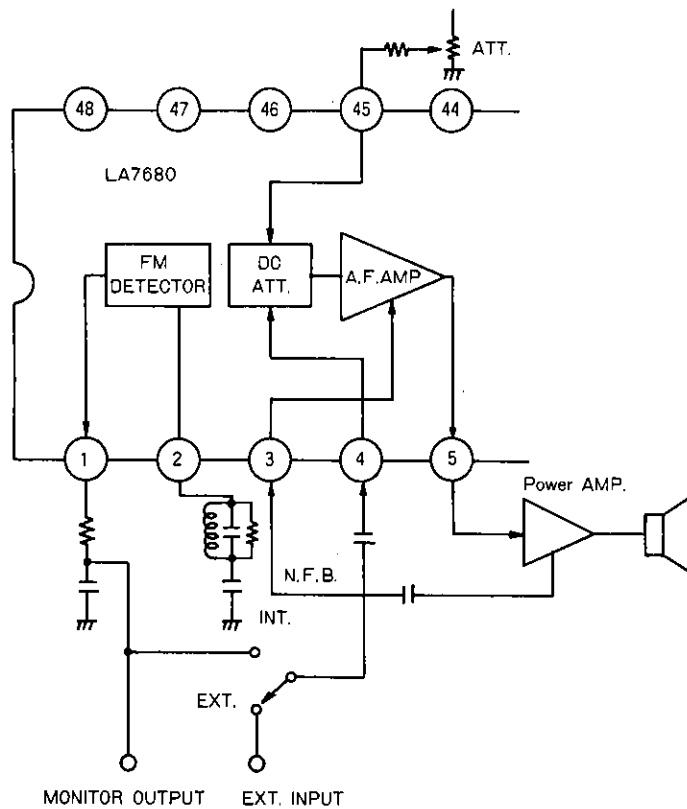 ATT.
48 47 46 45 44
LA7680
FM
DETECTOR
DC
ATT.
A.F.AMP
1 2 3 4 5
Power AMP.
N.F.B.
INT.
EXT.
MONITOR OUTPUT EXT. INPUT